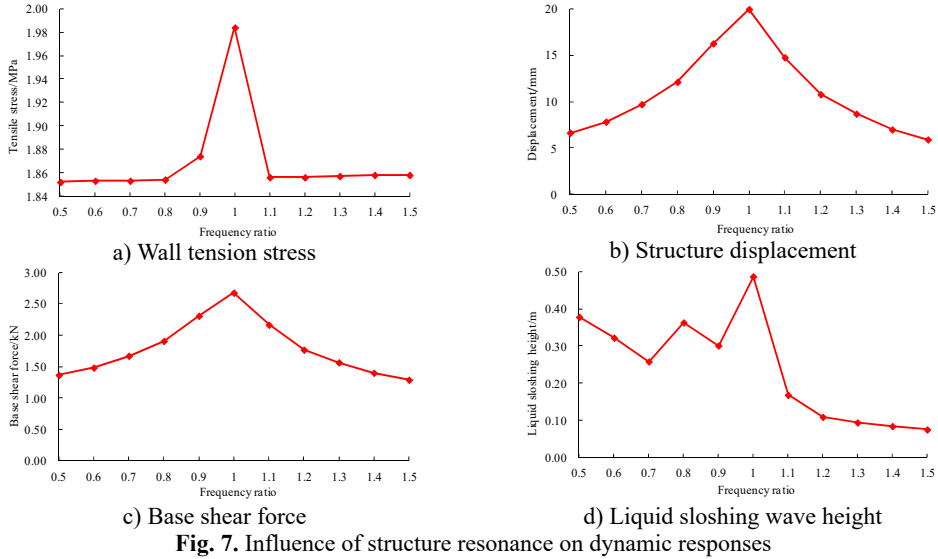 2.00
1.98
1.96
1.94
1.92
1.90
1.88
1.86
1.84
Tensile stress/MPa
0.5 0.6 0.7 0.8 0.9 1 1.1 1.2 1.3 1.4 1.5
Frequency ratio
a) Wall tension stress
20
15
10
5
0
Displacement/mm
0.5 0.6 0.7 0.8 0.9 1 1.1 1.2 1.3 1.4 1.5
Frequency ratio
b) Structure displacement
3.00
2.50
2.00
1.50
1.00
0.50
0.00
Base shear force/kN
0.5 0.6 0.7 0.8 0.9 1 1.1 1.2 1.3 1.4 1.5
Frequency ratio
c) Base shear force
0.50
0.40
0.30
0.20
0.10
0.00
Liquid sloshing height/m
0.5 0.6 0.7 0.8 0.9 1 1.1 1.2 1.3 1.4 1.5
Frequency ratio
d) Liquid sloshing wave height
Fig. 7. Influence of structure resonance on dynamic responses